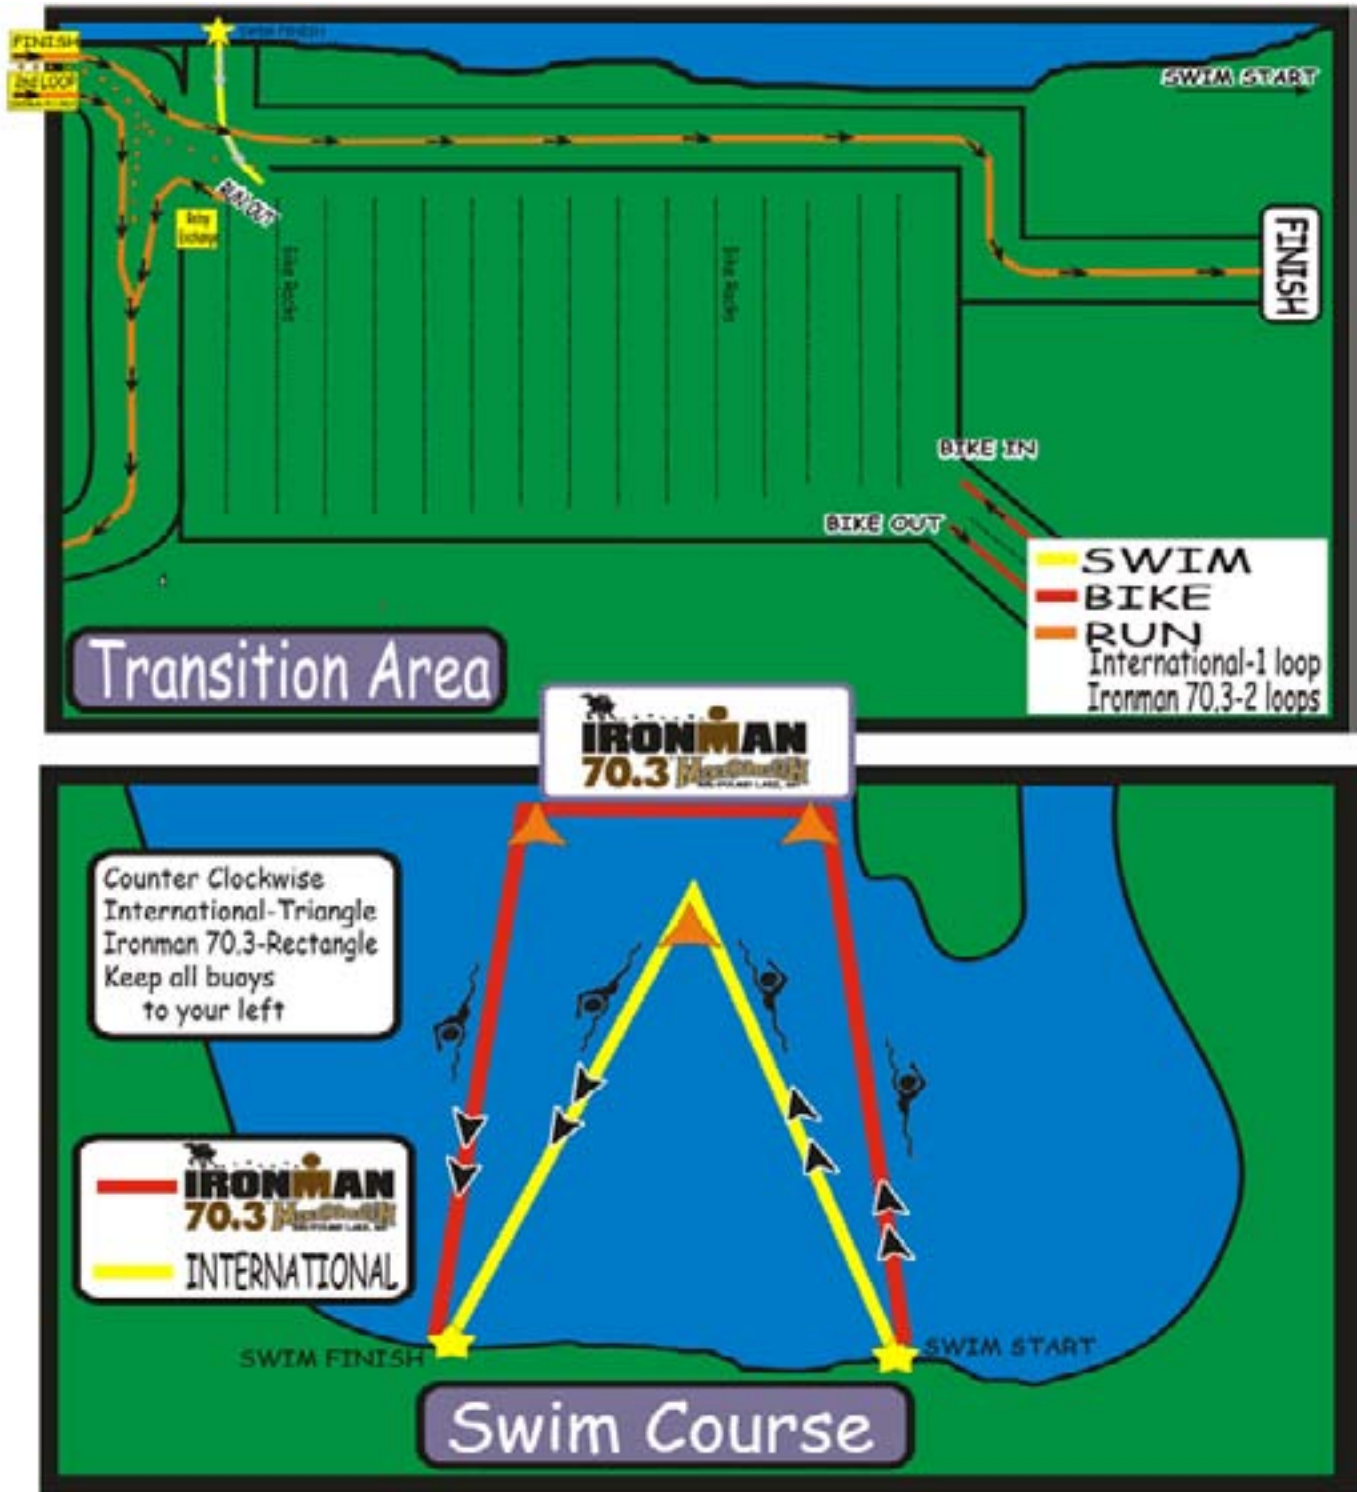 FINISH
SWIM FINISH
2nd LOOP
SWIM START
RUN OUT
Relay
Exchange
Bike Racks
Bike Racks
FINISH
BIKE IN
BIKE OUT
SWIM
BIKE
RUN
International-1 loop
Ironman 70.3-2 loops
Transition Area
IRONMAN
70.3
Counter Clockwise
International-Triangle
Ironman 70.3-Rectangle
Keep all buoys
to your left
IRONMAN
70.3
INTERNATIONAL
SWIM FINISH
SWIM START
Swim Course